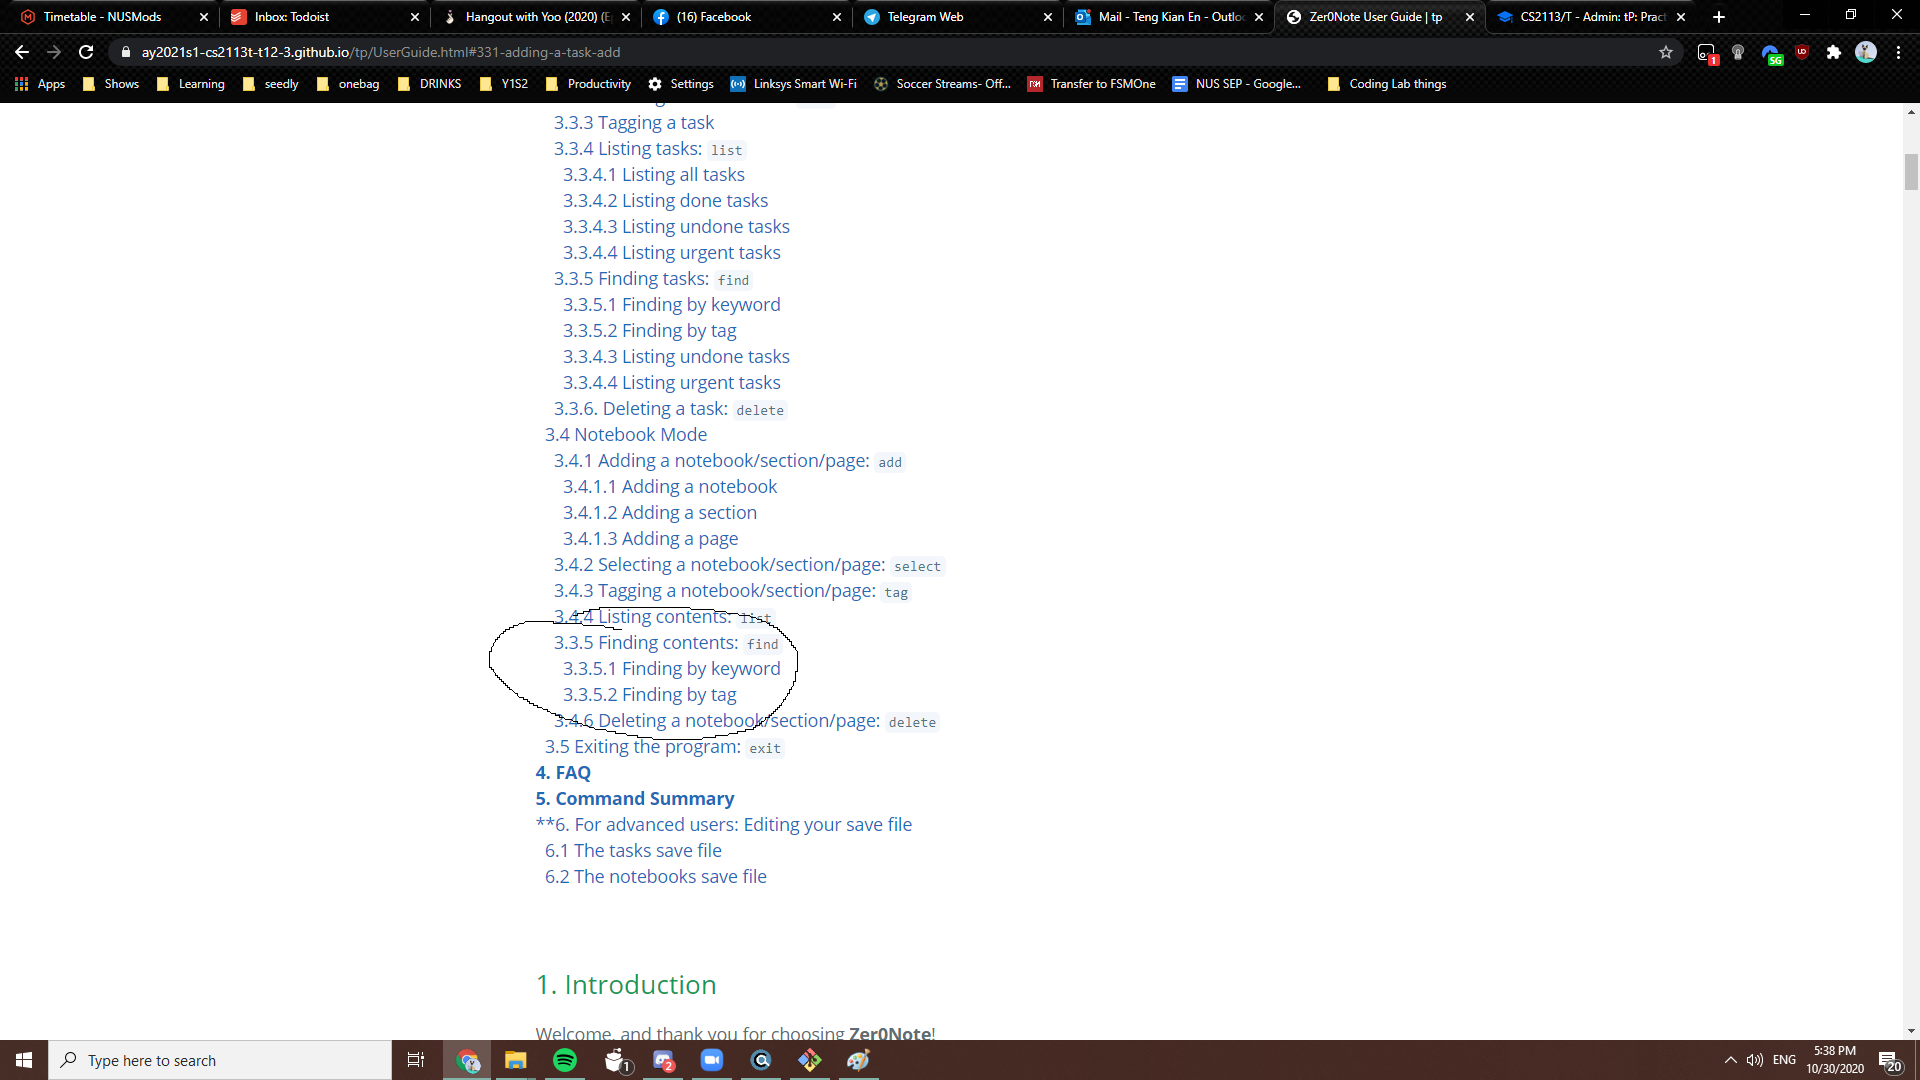 Timetable - NUSMods
Inbox: Todoist
Hangout with Yoo (2020) (E
(16) Facebook
Telegram Web
Mail - Teng Kian En - Outlo
Zer0Note User Guide | tp
CS2113/T - Admin: tP: Pract
ay2021s1-cs2113t-t12-3.github.io/tp/UserGuide.html#331-adding-a-task-add
1
SG
UD
Apps
Shows
Learning
seedly
onebag
DRINKS
Y1S2
Productivity
Settings
Linksys Smart Wi-Fi
Soccer Streams- Off...
Transfer to FSMOne
NUS SEP - Google...
Coding Lab things
3.3.3 Tagging a task
3.3.4 Listing tasks: list
3.3.4.1 Listing all tasks
3.3.4.2 Listing done tasks
3.3.4.3 Listing undone tasks
3.3.4.4 Listing urgent tasks
3.3.5 Finding tasks: find
3.3.5.1 Finding by keyword
3.3.5.2 Finding by tag
3.3.4.3 Listing undone tasks
3.3.4.4 Listing urgent tasks
3.3.6. Deleting a task: delete
3.4 Notebook Mode
3.4.1 Adding a notebook/section/page: add
3.4.1.1 Adding a notebook
3.4.1.2 Adding a section
3.4.1.3 Adding a page
3.4.2 Selecting a notebook/section/page: select
3.4.3 Tagging a notebook/section/page: tag
3.4.4 Listing contents: list
3.3.5 Finding contents: find
3.3.5.1 Finding by keyword
3.3.5.2 Finding by tag
3.4.6 Deleting a notebook/section/page: delete
3.5 Exiting the program: exit
4. FAQ
5. Command Summary
**6. For advanced users: Editing your save file
6.1 The tasks save file
6.2 The notebooks save file
1. Introduction
Welcome, and thank you for choosing Zer0Note!
Type here to search
1
2
ENG
5:38 PM
10/30/2020
20